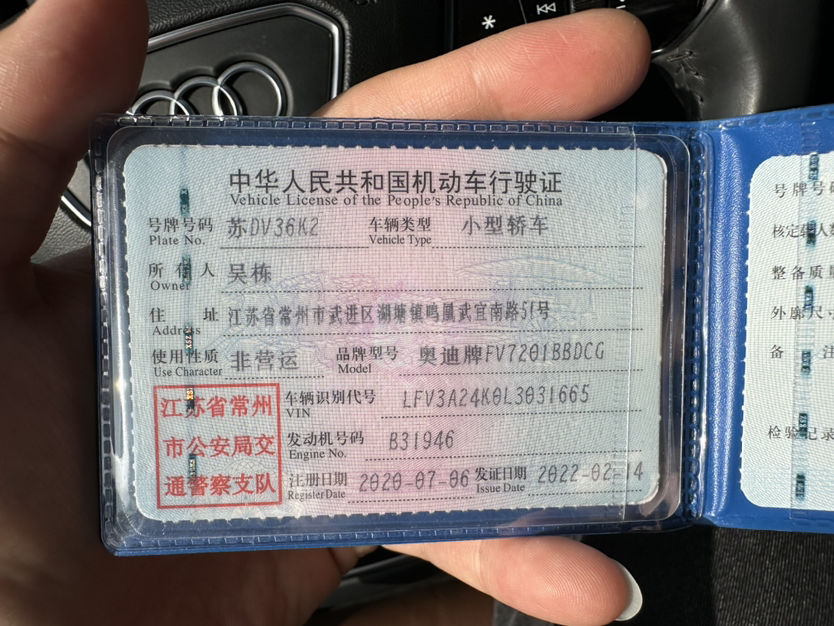 中华人民共和国机动车行驶证
Vehicle License of the People's Republic of China
号牌号码 苏DV36K2 车辆类型 小型轿车
Plate No. Vehicle Type
所有人 吴栋
Owner
住址 江苏省常州市武进区湖塘镇鸣凰武宜南路51号
Address
使用性质 非营运 品牌型号 奥迪牌FV7201BBDCG
Use Character Model
江苏省常州
市公安局交
通警察支队
车辆识别代号 LFV3A24K0L3031665
VIN
发动机号码 B31946
Engine No.
注册日期 2020-07-06 发证日期 2022-02-14
Register Date Issue Date
号牌号码
核定载人数
整备质量
外廓尺寸
备 注
检验记录